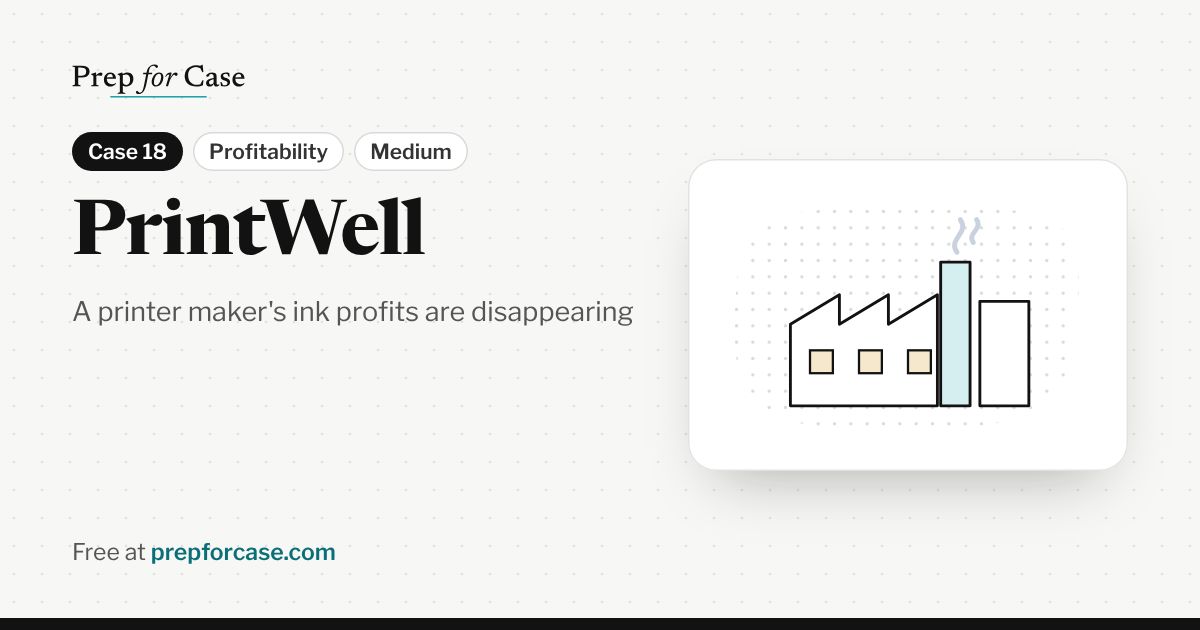 Prep for Case
Case 18
Profitability
Medium
PrintWell
A printer maker's ink profits are disappearing
Free at prepforcase.com